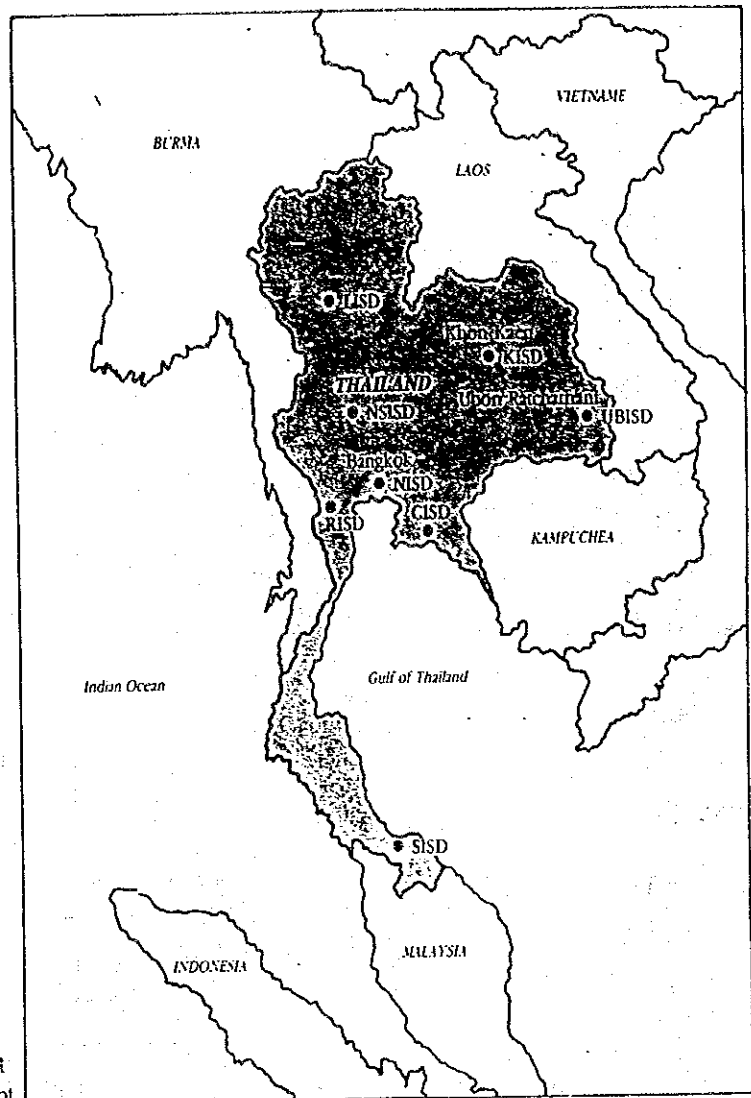 VIETNAME
BURMA
LAOS
LISD
Khon Kaen
KISD
THAILAND
Ubon Ratchathani
NSISD
UBISD
Bangkok
NISD
RISD
CISD
KAMPUCHEA
Indian Ocean
Gulf of Thailand
SISD
MALAYSIA
INDONESIA